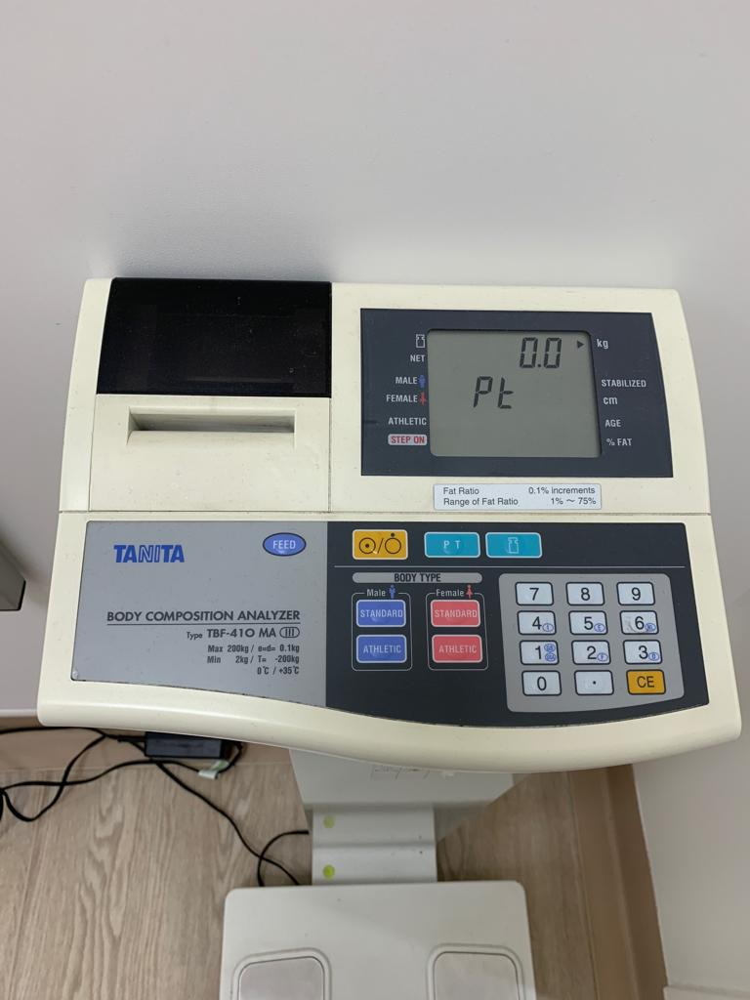 0.0 kg
NET
Pt
MALE
STABILIZED
FEMALE
cm
ATHLETIC
AGE
STEP ON
% FAT
Fat Ratio 0.1% increments
Range of Fat Ratio 1% ~ 75%
TANITA
FEED
PT
BODY COMPOSITION ANALYZER
Type TBF-410 MA III
Max 200kg / e=d= 0.1kg
Min 2kg / T= -200kg
0°C / +35°C
BODY TYPE
Male
Female
STANDARD
STANDARD
ATHLETIC
ATHLETIC
7 8 9
4 5 6
1 2 3
0 . CE